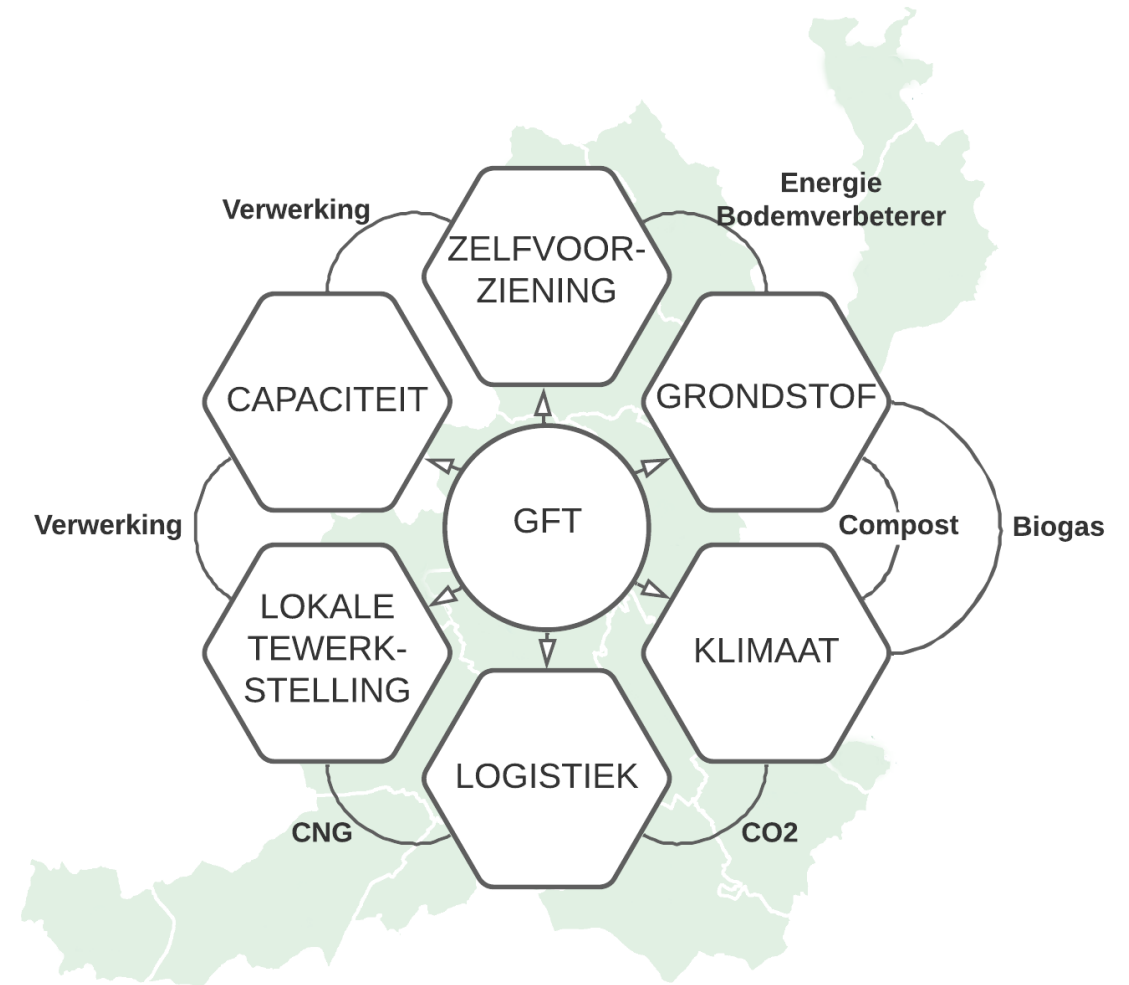 Energie
Bodemverbeterer
Verwerking
ZELFVOOR-
ZIENING
CAPACITEIT
GRONDSTOF
GFT
Verwerking
Compost
Biogas
LOKALE
TEWERK-
STELLING
KLIMAAT
LOGISTIEK
CNG
CO2